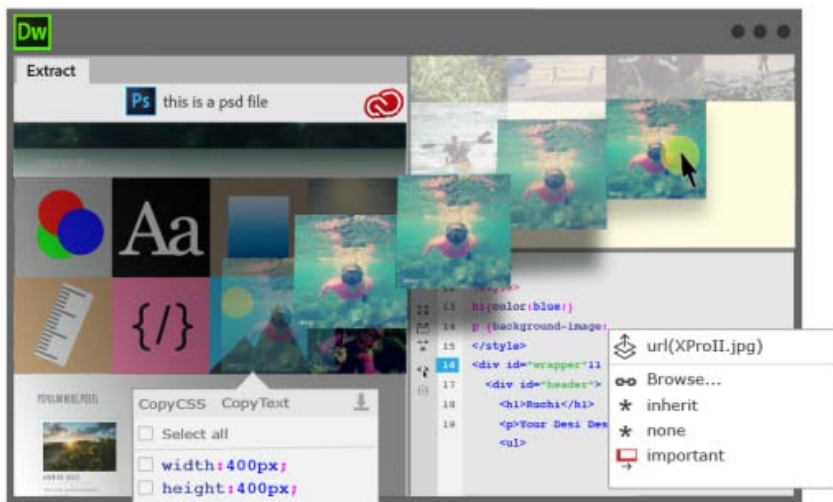 Dw
Extract
Ps this is a psd file
Aa
{/}
CopyCSS CopyText
Select all
width:400px;
height:400px;
13 h1{color:blue;}
14 p {background-image:
15 </style>
16 <div id="wrapper"11
17 <div id="header">
18 <h1>Ruchi</h1>
19 <p>Your Desi Des
<ul>
url(XProII.jpg)
Browse...
inherit
none
important